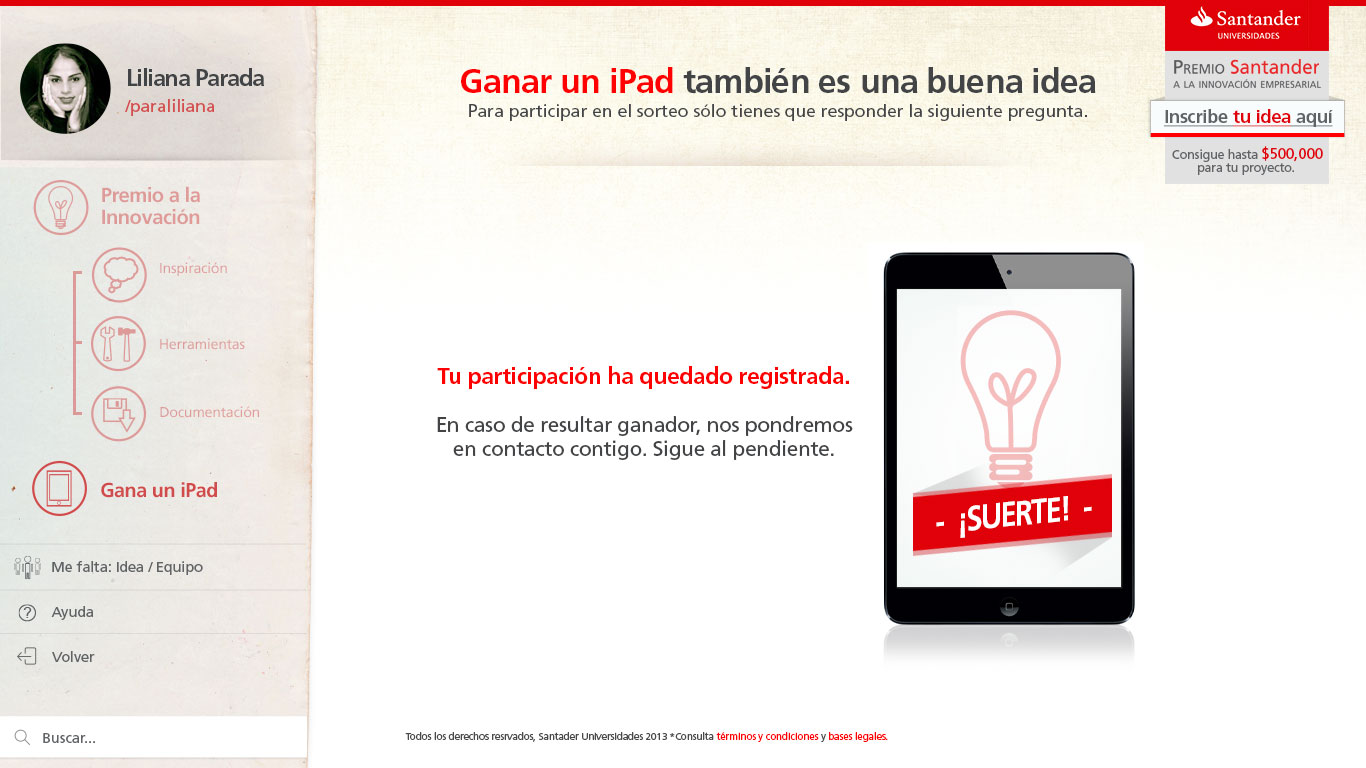 Liliana Parada
/paraliliana
Premio a la
Innovación
Inspiración
Herramientas
Documentación
Gana un iPad
Me falta: Idea / Equipo
Ayuda
Volver
Buscar...
Ganar un iPad también es una buena idea
Para participar en el sorteo sólo tienes que responder la siguiente pregunta.
Santander
UNIVERSIDADES
PREMIO Santander
A LA INNOVACIÓN EMPRESARIAL
Inscribe tu idea aquí
Consigue hasta $500,000
para tu proyecto.
Tu participación ha quedado registrada.
En caso de resultar ganador, nos pondremos
en contacto contigo. Sigue al pendiente.
- ¡SUERTE! -
Todos los derechos resrvados, Santader Universidades 2013 *Consulta términos y condiciones y bases legales.